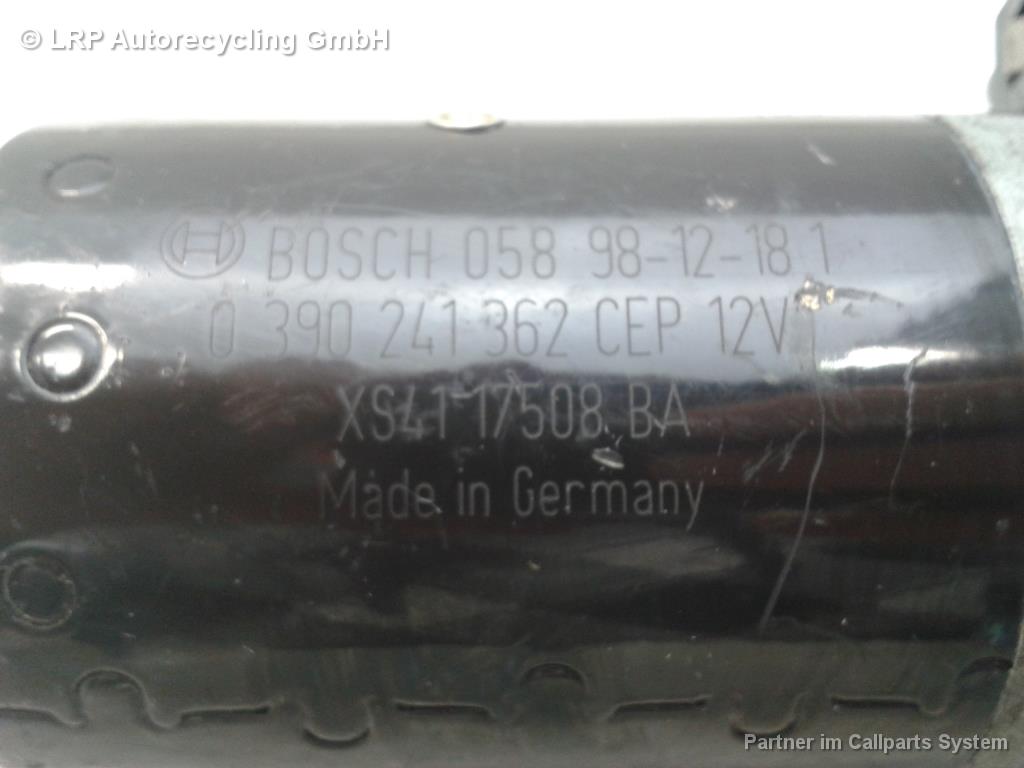 © LRP Autorecycling GmbH
BOSCH 058 98-12-18 1
0 390 241 362 CEP 12V
XS41 17508 BA
Made in Germany
Partner im Callparts System